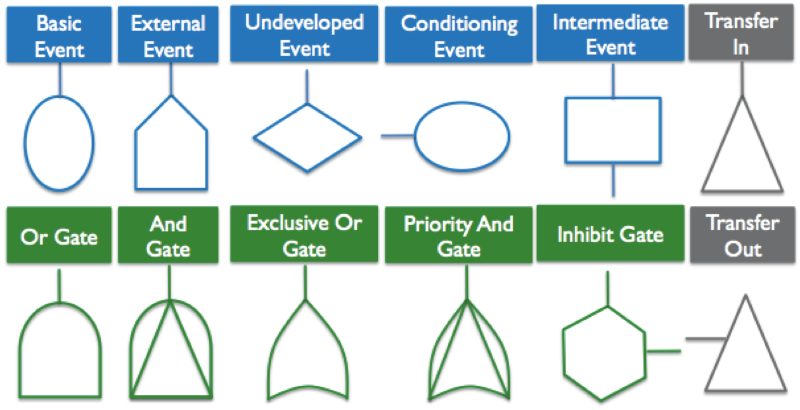 Basic
Event
External
Event
Undeveloped
Event
Conditioning
Event
Intermediate
Event
Transfer
In
Or Gate
And
Gate
Exclusive Or
Gate
Priority And
Gate
Inhibit Gate
Transfer
Out